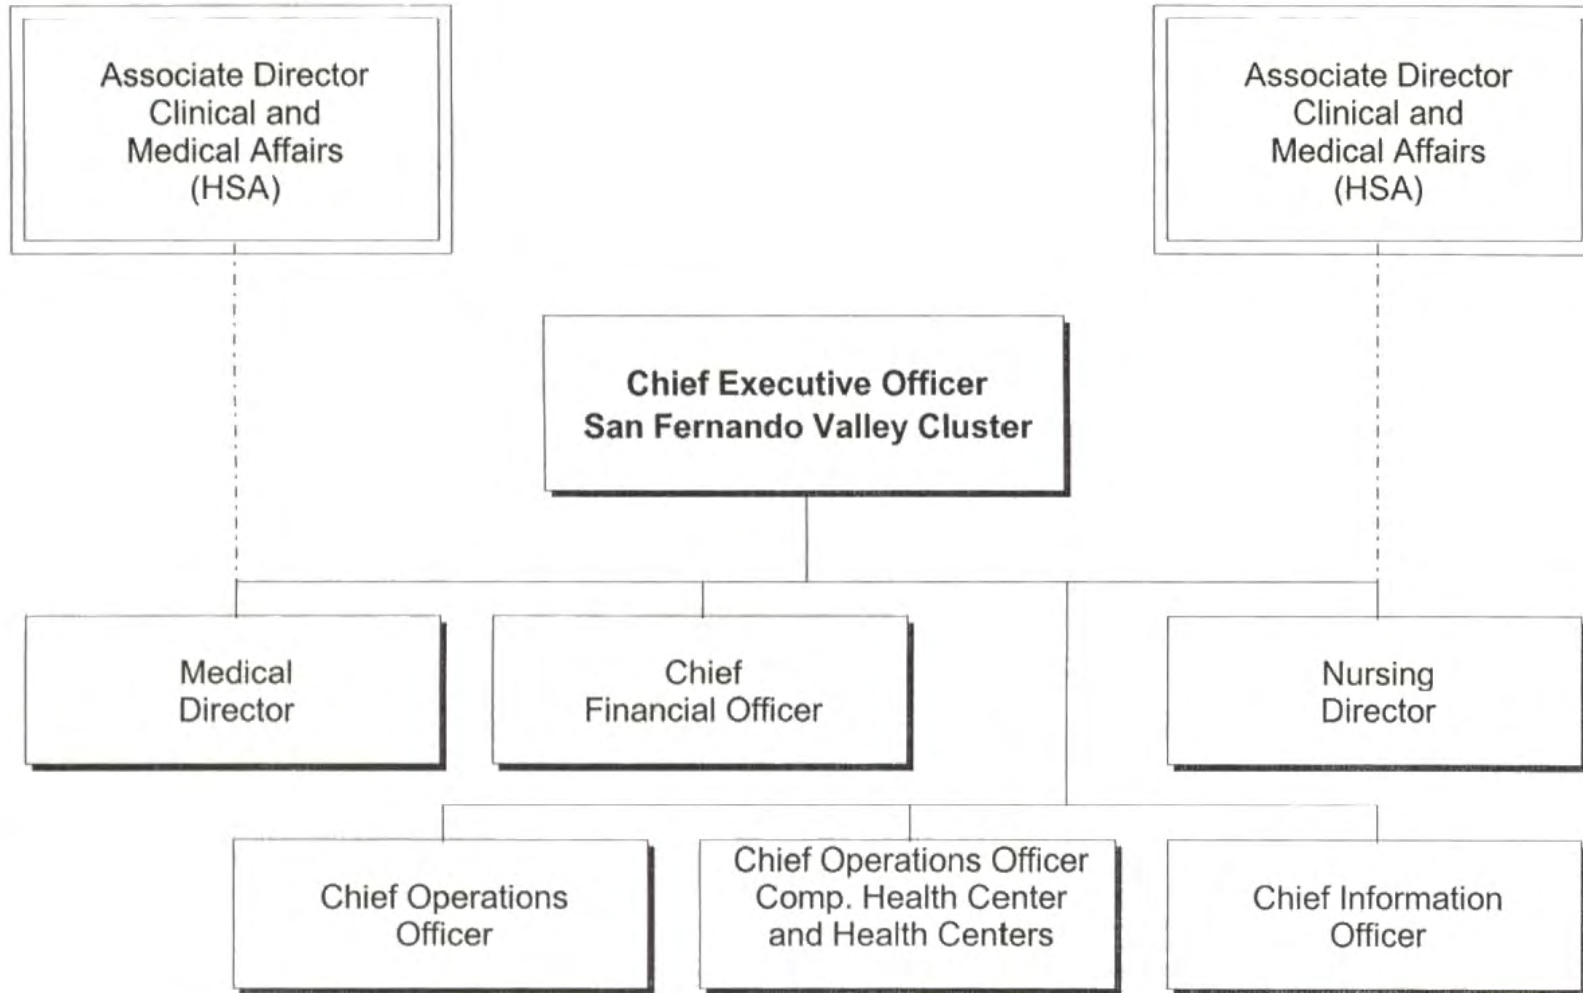 Associate Director
Clinical and
Medical Affairs
(HSA)
Associate Director
Clinical and
Medical Affairs
(HSA)
Chief Executive Officer
San Fernando Valley Cluster
Medical
Director
Chief
Financial Officer
Nursing
Director
Chief Operations
Officer
Chief Operations Officer
Comp. Health Center
and Health Centers
Chief Information
Officer